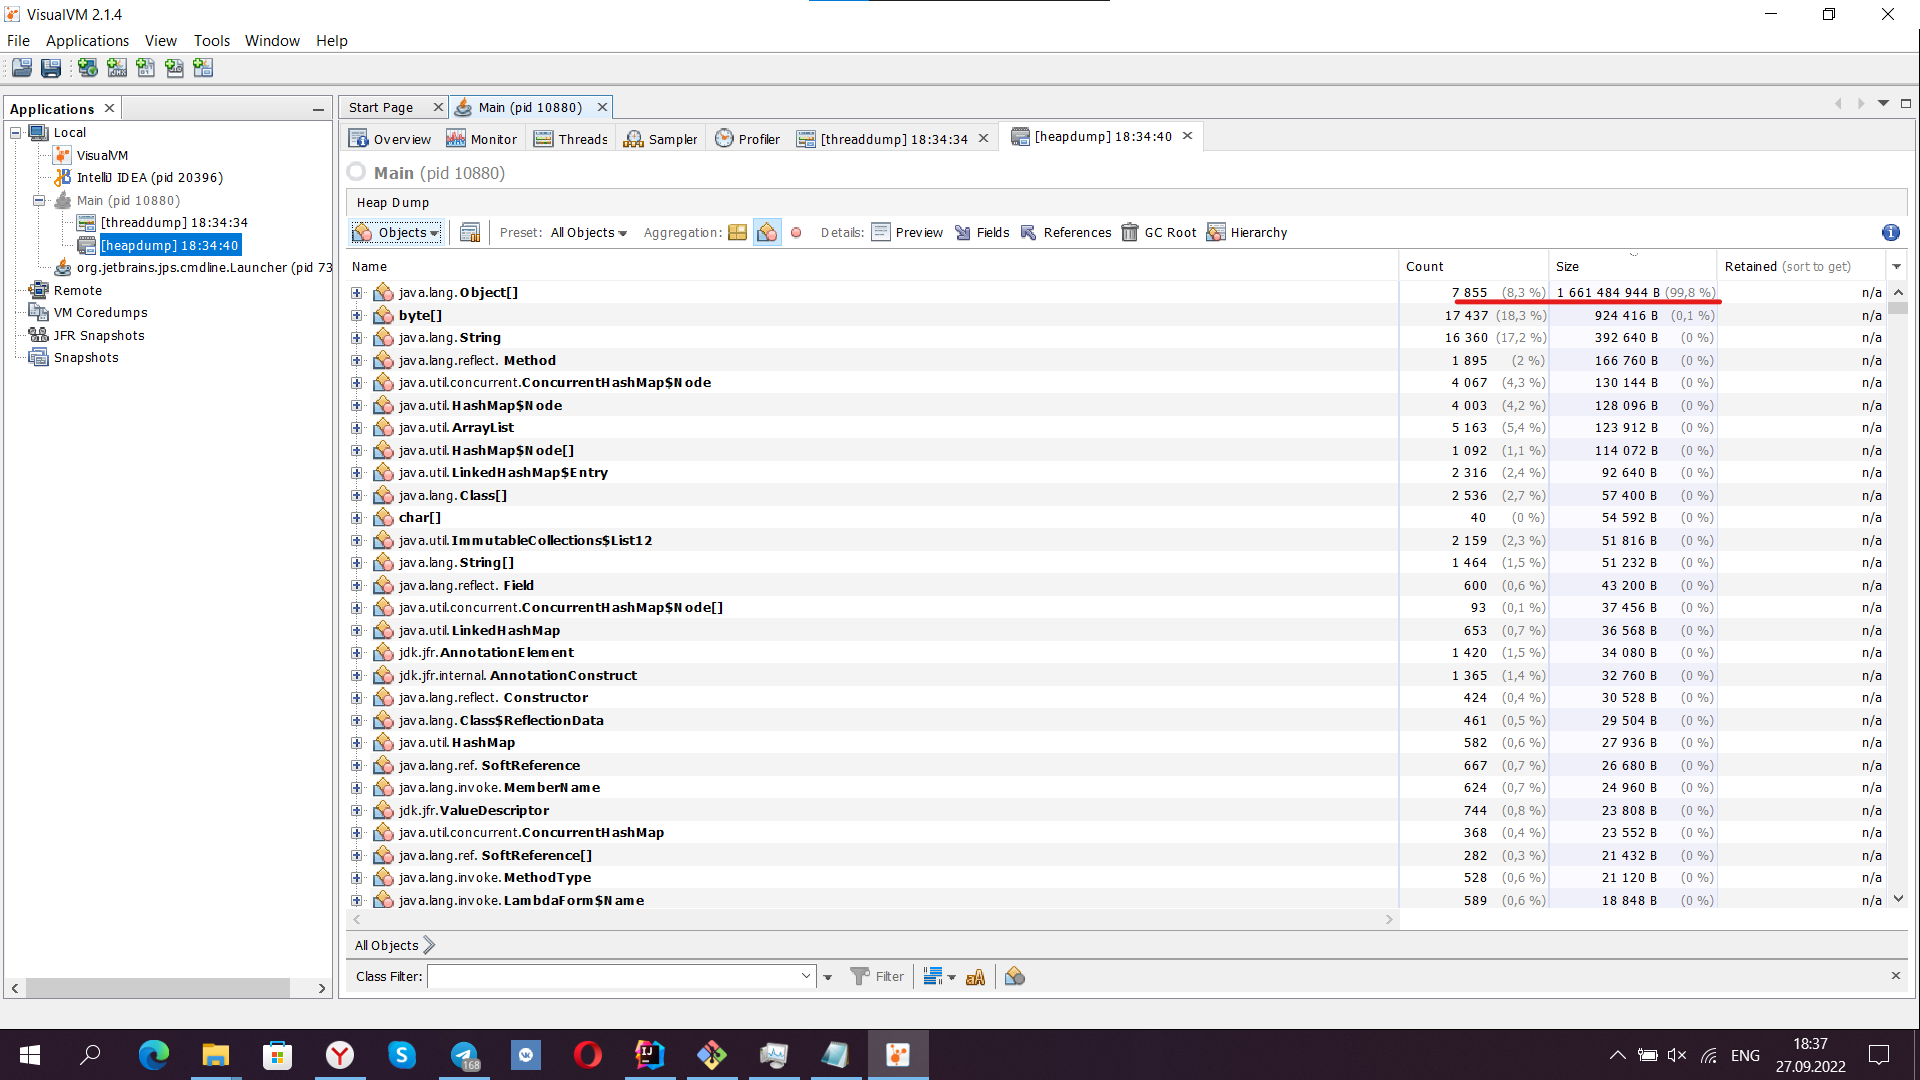 VisualVM 2.1.4
File Applications View Tools Window Help
Applications
Start Page
Main (pid 10880)
Local
VisualVM
IntelliJ IDEA (pid 20396)
Main (pid 10880)
[threaddump] 18:34:34
[heapdump] 18:34:40
org.jetbrains.jps.cmdline.Launcher (pid 73
Remote
VM Coredumps
JFR Snapshots
Snapshots
Overview Monitor Threads Sampler Profiler [threaddump] 18:34:34 [heapdump] 18:34:40
Main (pid 10880)
Heap Dump
Objects Preset: All Objects Aggregation: Details: Preview Fields References GC Root Hierarchy
Name Count Size Retained (sort to get)
java.lang.Object[] 7 855 (8,3 %) 1 661 484 944 B (99,8 %) n/a
byte[] 17 437 (18,3 %) 924 416 B (0,1 %) n/a
java.lang.String 16 360 (17,2 %) 392 640 B (0 %) n/a
java.lang.reflect.Method 1 895 (2 %) 166 760 B (0 %) n/a
java.util.concurrent.ConcurrentHashMap$Node 4 067 (4,3 %) 130 144 B (0 %) n/a
java.util.HashMap$Node 4 003 (4,2 %) 128 096 B (0 %) n/a
java.util.ArrayList 5 163 (5,4 %) 123 912 B (0 %) n/a
java.util.HashMap$Node[] 1 092 (1,1 %) 114 072 B (0 %) n/a
java.util.LinkedHashMap$Entry 2 316 (2,4 %) 92 640 B (0 %) n/a
java.lang.Class[] 2 536 (2,7 %) 57 400 B (0 %) n/a
char[] 40 (0 %) 54 592 B (0 %) n/a
java.util.ImmutableCollections$List12 2 159 (2,3 %) 51 816 B (0 %) n/a
java.lang.String[] 1 464 (1,5 %) 51 232 B (0 %) n/a
java.lang.reflect.Field 600 (0,6 %) 43 200 B (0 %) n/a
java.util.concurrent.ConcurrentHashMap$Node[] 93 (0,1 %) 37 456 B (0 %) n/a
java.util.LinkedHashMap 653 (0,7 %) 36 568 B (0 %) n/a
jdk.jfr.AnnotationElement 1 420 (1,5 %) 34 080 B (0 %) n/a
jdk.jfr.internal.AnnotationConstruct 1 365 (1,4 %) 32 760 B (0 %) n/a
java.lang.reflect.Constructor 424 (0,4 %) 30 528 B (0 %) n/a
java.lang.Class$ReflectionData 461 (0,5 %) 29 504 B (0 %) n/a
java.util.HashMap 582 (0,6 %) 27 936 B (0 %) n/a
java.lang.ref.SoftReference 667 (0,7 %) 26 680 B (0 %) n/a
java.lang.invoke.MemberName 624 (0,7 %) 24 960 B (0 %) n/a
jdk.jfr.ValueDescriptor 744 (0,8 %) 23 808 B (0 %) n/a
java.util.concurrent.ConcurrentHashMap 368 (0,4 %) 23 552 B (0 %) n/a
java.lang.ref.SoftReference[] 282 (0,3 %) 21 432 B (0 %) n/a
java.lang.invoke.MethodType 528 (0,6 %) 21 120 B (0 %) n/a
java.lang.invoke.LambdaForm$Name 589 (0,6 %) 18 848 B (0 %) n/a
All Objects
Class Filter: Filter aA
168
ENG
18:37
27.09.2022